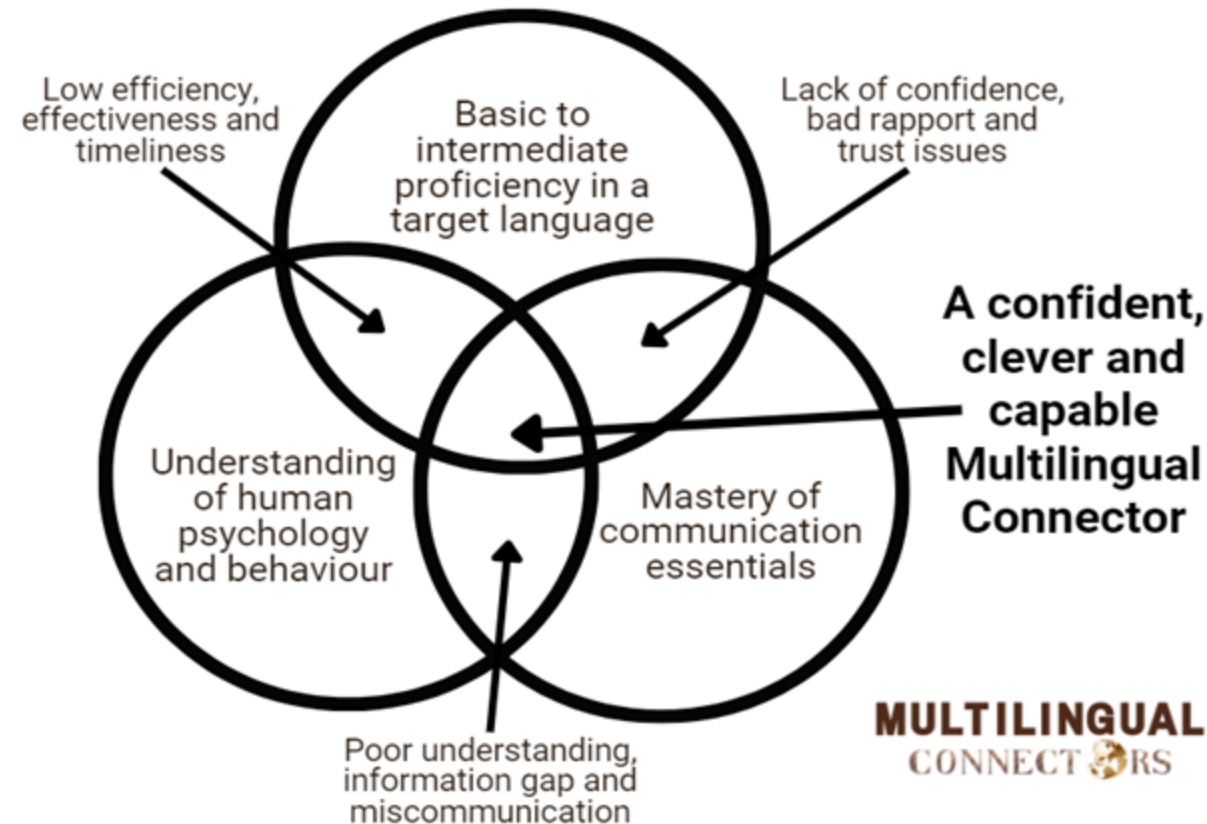 Low efficiency,
effectiveness and
timeliness
Basic to
intermediate
proficiency in a
target language
Lack of confidence,
bad rapport and
trust issues
A confident,
clever and
capable
Multilingual
Connector
Understanding
of human
psychology
and behaviour
Mastery of
communication
essentials
Poor understanding,
information gap and
miscommunication
MULTILINGUAL
CONNECTORS